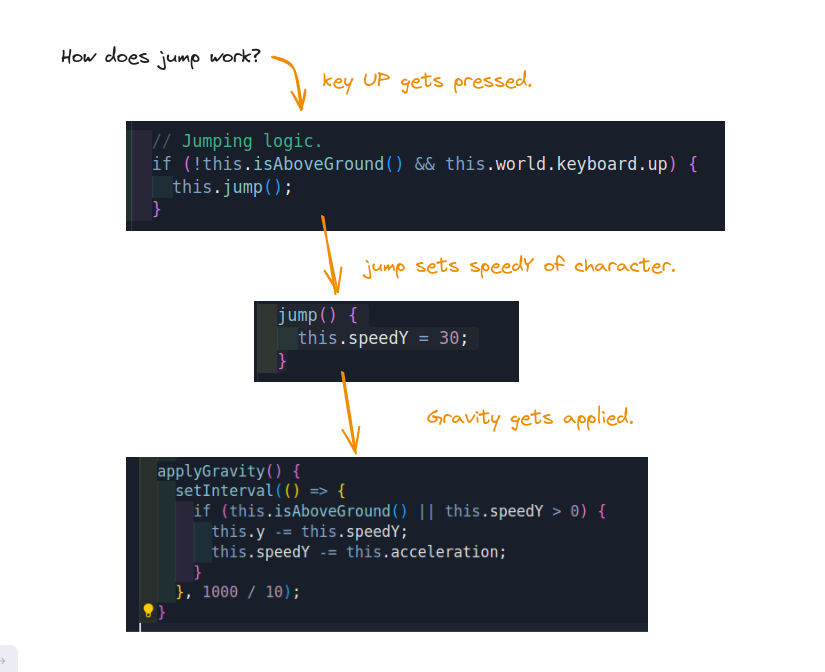 How does jump work?
key UP gets pressed.
// Jumping logic.
if (!this.isAboveGround() && this.world.keyboard.up) {
this.jump();
}
jump sets speedY of character.
jump() {
this.speedY = 30;
}
Gravity gets applied.
applyGravity() {
setInterval(() => {
if (this.isAboveGround() || this.speedY > 0) {
this.y -= this.speedY;
this.speedY -= this.acceleration;
}
}, 1000 / 10);
}